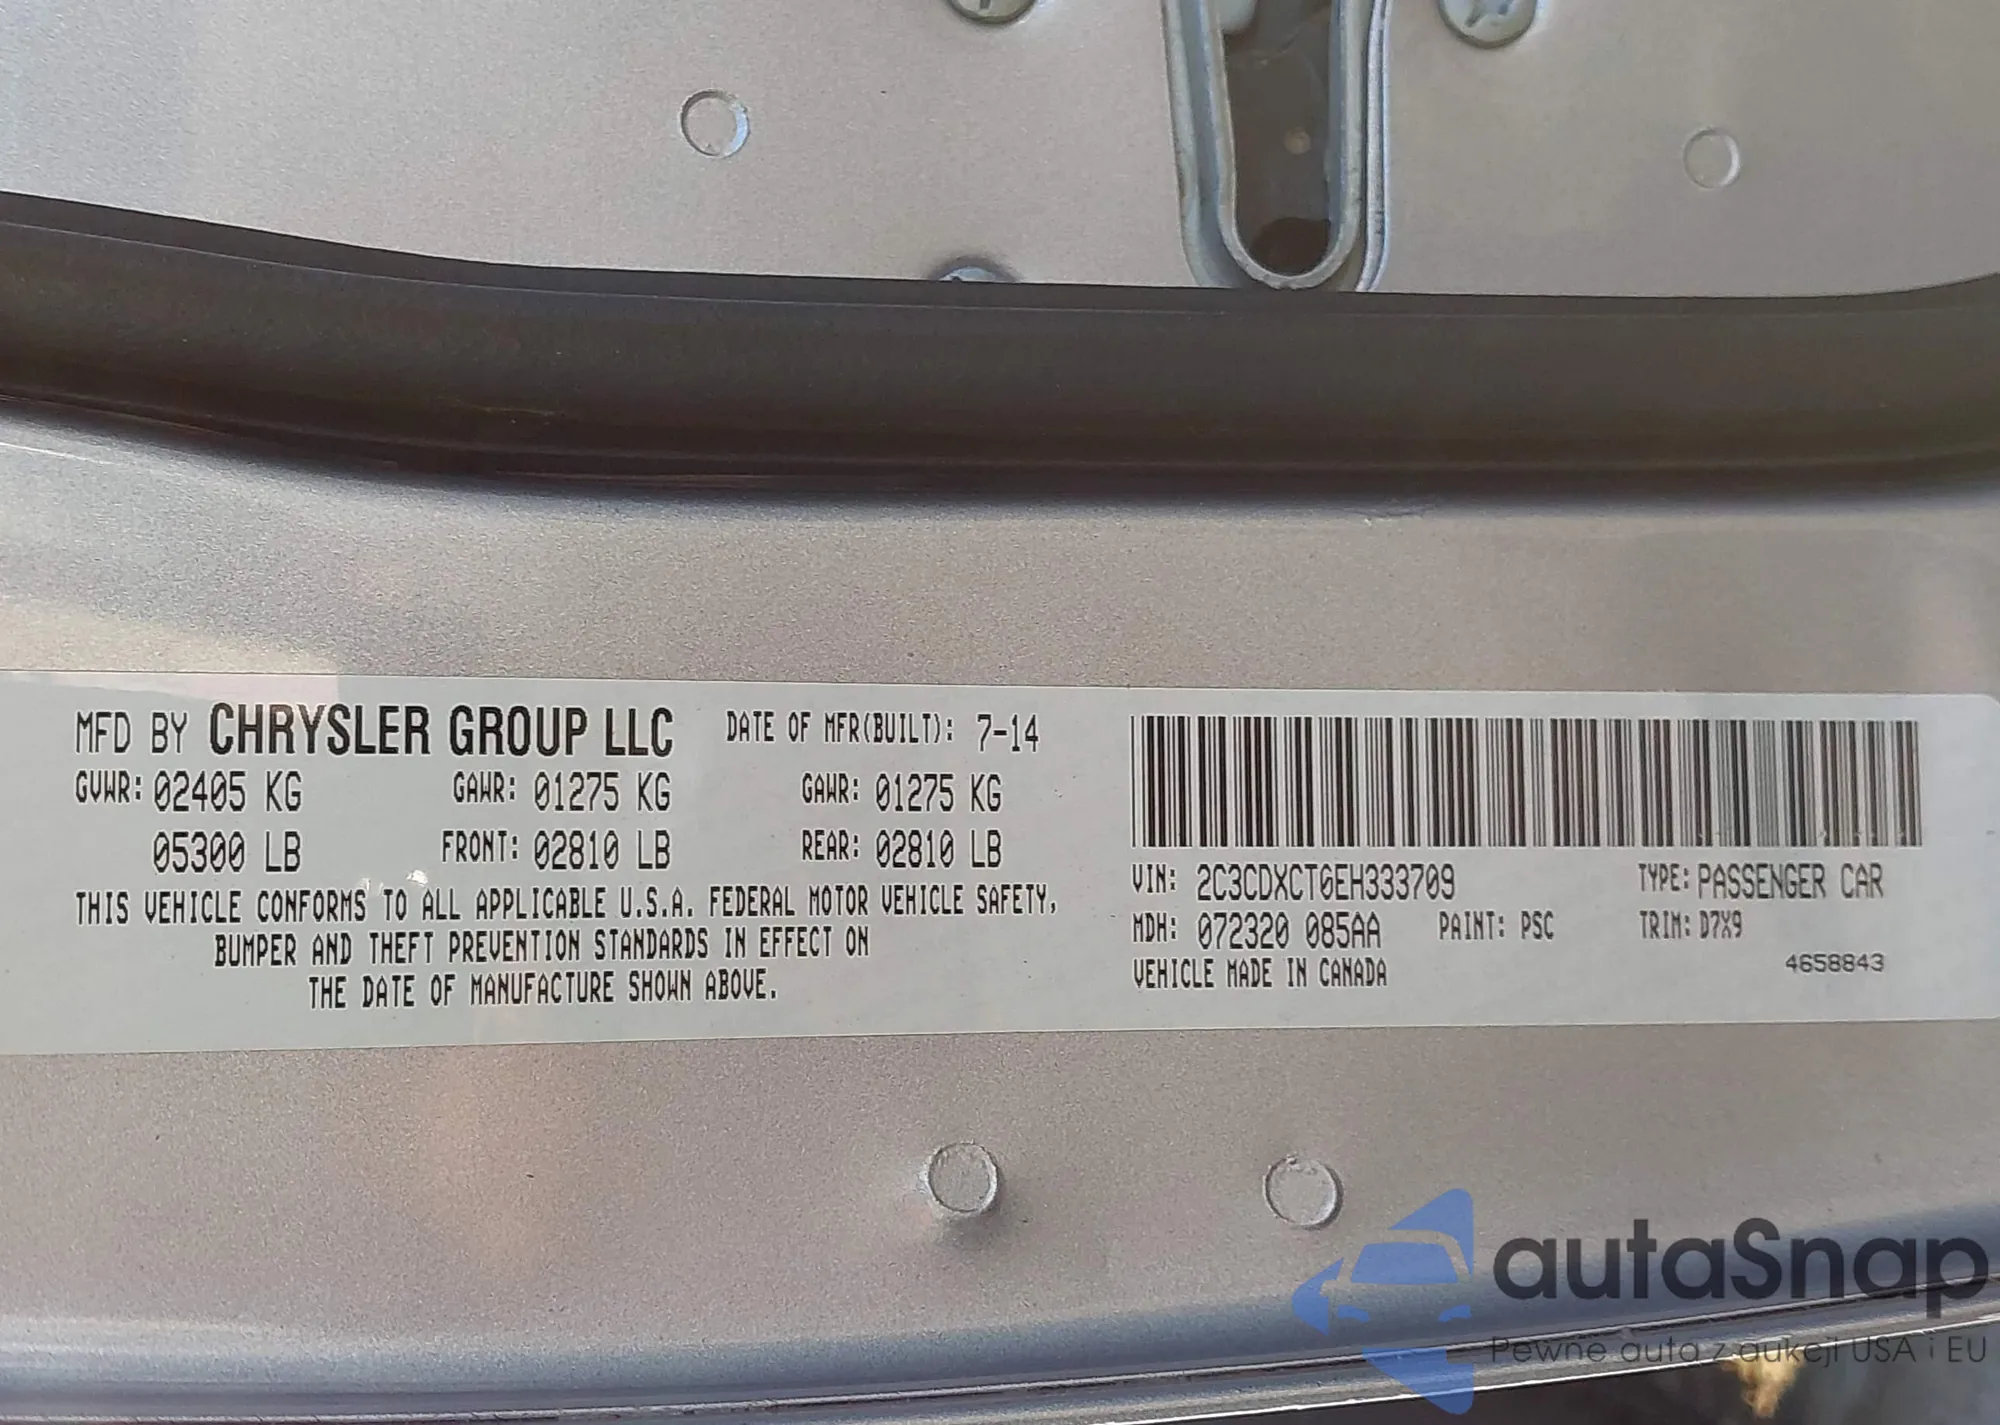 MFD BY CHRYSLER GROUP LLC DATE OF MFR(BUILT): 7-14
GVWR: 02405 KG GAWR: 01275 KG GAWR: 01275 KG
05300 LB FRONT: 02810 LB REAR: 02810 LB
THIS VEHICLE CONFORMS TO ALL APPLICABLE U.S.A. FEDERAL MOTOR VEHICLE SAFETY,
BUMPER AND THEFT PREVENTION STANDARDS IN EFFECT ON
THE DATE OF MANUFACTURE SHOWN ABOVE.
VIN: 2C3CDXCT0EH333709 TYPE: PASSENGER CAR
MDH: 072320 085AA PAINT: PSC TRIM: D7X9
VEHICLE MADE IN CANADA 4658843
autaSnap
Pewne auta z aukcji USA i EU